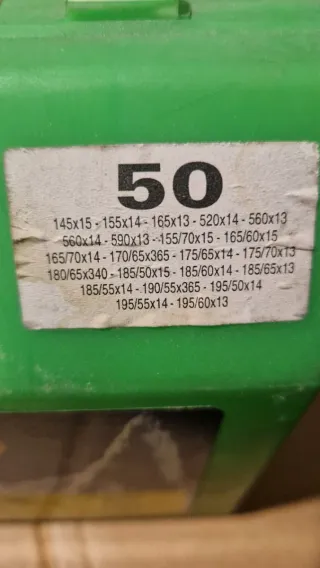 50
145x15 - 155x14 - 165x13 - 520x14 - 560x13
560x14 - 590x13 - 155/70x15 - 165/60x15
165/70x14 - 170/65x365 - 175/65x14 - 175/70x13
180/65x340 - 185/50x15 - 185/60x14 - 185/65x13
185/55x14 - 190/55x365 - 195/50x14
195/55x14 - 195/60x13